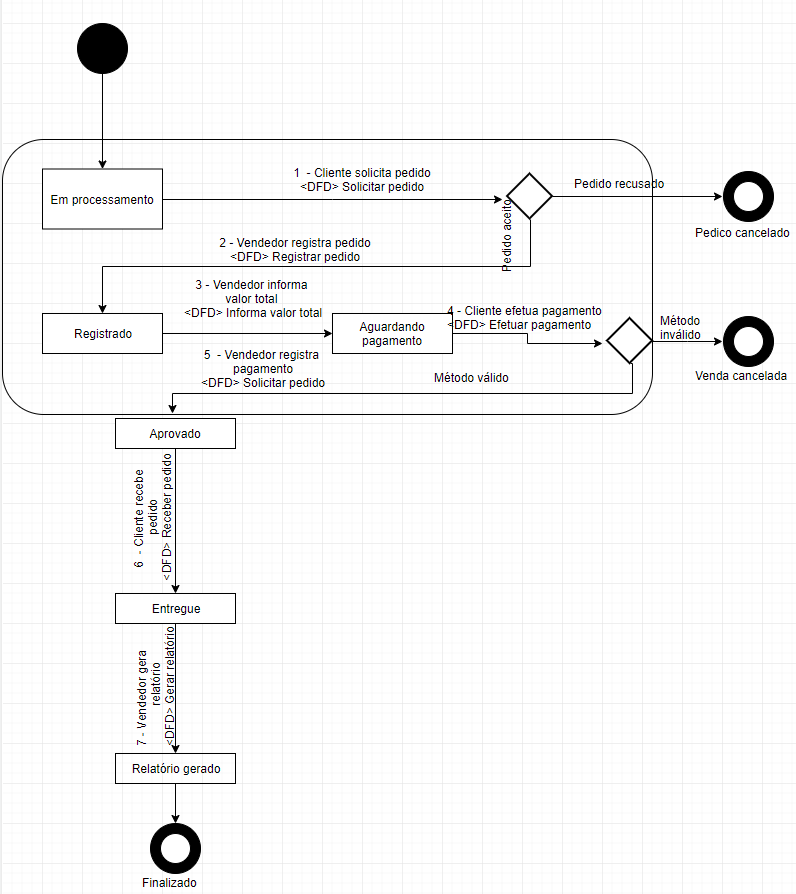 1  - Cliente solicita pedido
<DFD> Solicitar pedido
Em processamento
Pedido recusado
Pedico cancelado
Pedido aceito
2 - Vendedor registra pedido
<DFD> Registrar pedido
3 - Vendedor informa
valor total
<DFD> Informa valor total
Registrado
Aguardando
pagamento
4 - Cliente efetua pagamento
<DFD> Efetuar pagamento
Método
inválido
Venda cancelada
5  - Vendedor registra
pagamento
<DFD> Solicitar pedido
Método válido
Aprovado
6  - Cliente recebe
pedido
<DFD> Receber pedido
Entregue
7 - Vendedor gera
relatório
<DFD> Gerar relatório
Relatório gerado
Finalizado